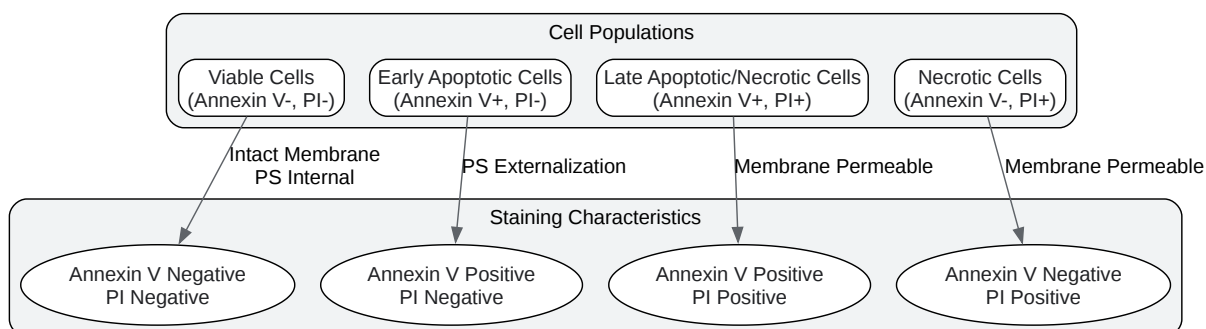 Cell Populations
Viable Cells
(Annexin V-, PI-)
Early Apoptotic Cells
(Annexin V+, PI-)
Late Apoptotic/Necrotic Cells
(Annexin V+, PI+)
Necrotic Cells
(Annexin V-, PI+)
Intact Membrane
PS Internal
PS Externalization
Membrane Permeable
Membrane Permeable
Staining Characteristics
Annexin V Negative
PI Negative
Annexin V Positive
PI Negative
Annexin V Positive
PI Positive
Annexin V Negative
PI Positive